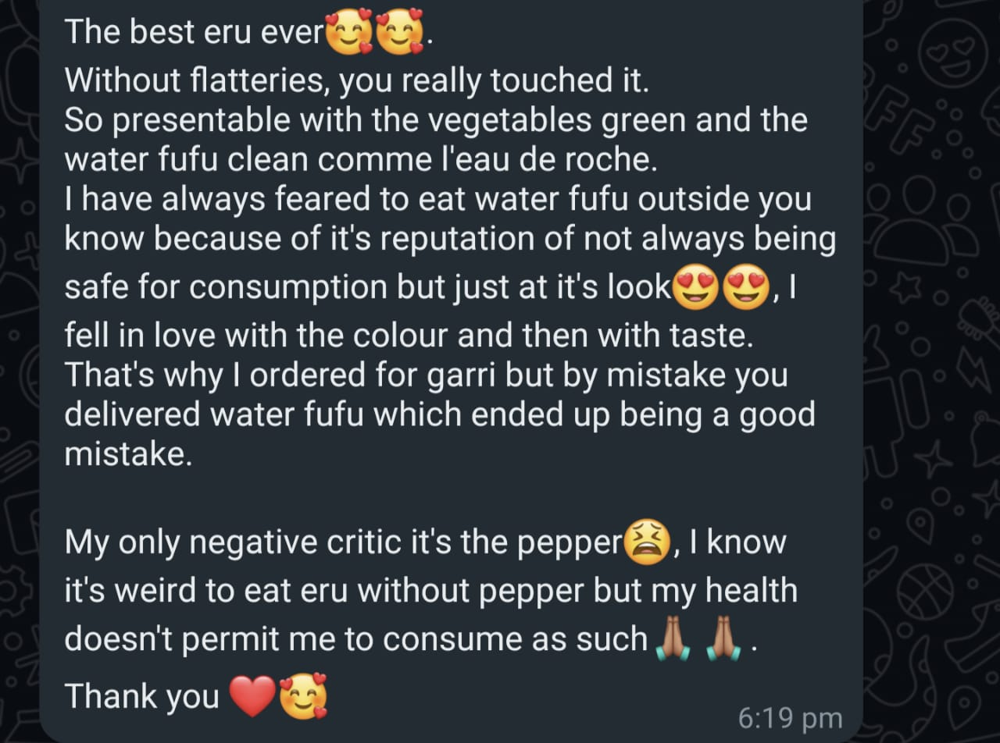 The best eru ever🥰🥰.
Without flatteries, you really touched it.
So presentable with the vegetables green and the
water fufu clean comme l'eau de roche.
I have always feared to eat water fufu outside you
know because of it's reputation of not always being
safe for consumption but just at it's look😍😍, I
fell in love with the colour and then with taste.
That's why I ordered for garri but by mistake you
delivered water fufu which ended up being a good
mistake.

My only negative critic it's the pepper😫, I know
it's weird to eat eru without pepper but my health
doesn't permit me to consume as such🙏🏽 🙏🏽 .
Thank you ❤️🥰
6:19 pm